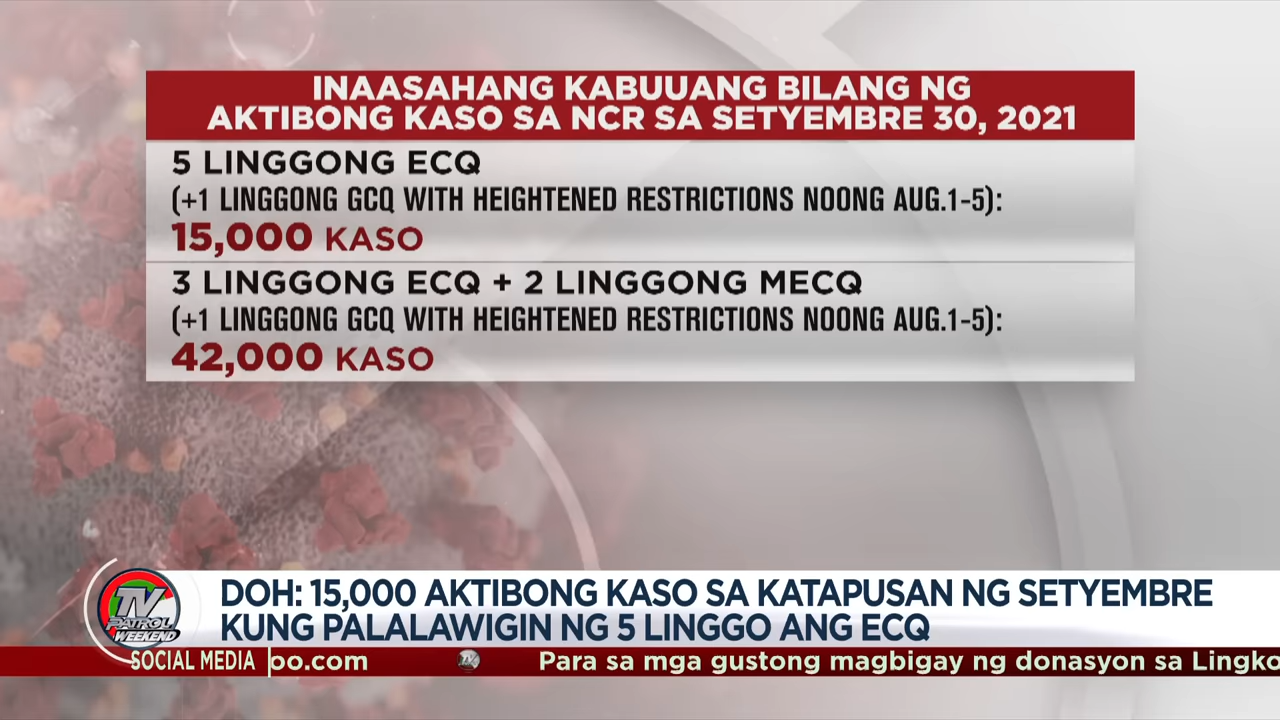 INAASAHANG KABUUANG BILANG NG
AKTIBONG KASO SA NCR SA SETYEMBRE 30, 2021
5 LINGGONG ECQ
(+1 LINGGONG GCQ WITH HEIGHTENED RESTRICTIONS NOONG AUG.1-5):
15,000 KASO
3 LINGGONG ECQ + 2 LINGGONG MECQ
(+1 LINGGONG GCQ WITH HEIGHTENED RESTRICTIONS NOONG AUG.1-5):
42,000 KASO
TV
PATROL
WEEKEND
DOH: 15,000 AKTIBONG KASO SA KATAPUSAN NG SETYEMBRE
KUNG PALALAWIGIN NG 5 LINGGO ANG ECQ
SOCIAL MEDIA oo.com TV Para sa mga gustong magbigay ng donasyon sa Lingko